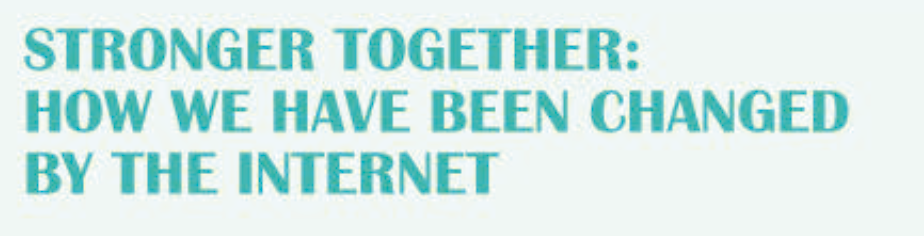 STRONGER TOGETHER:
HOW WE HAVE BEEN CHANGED
BY THE INTERNET